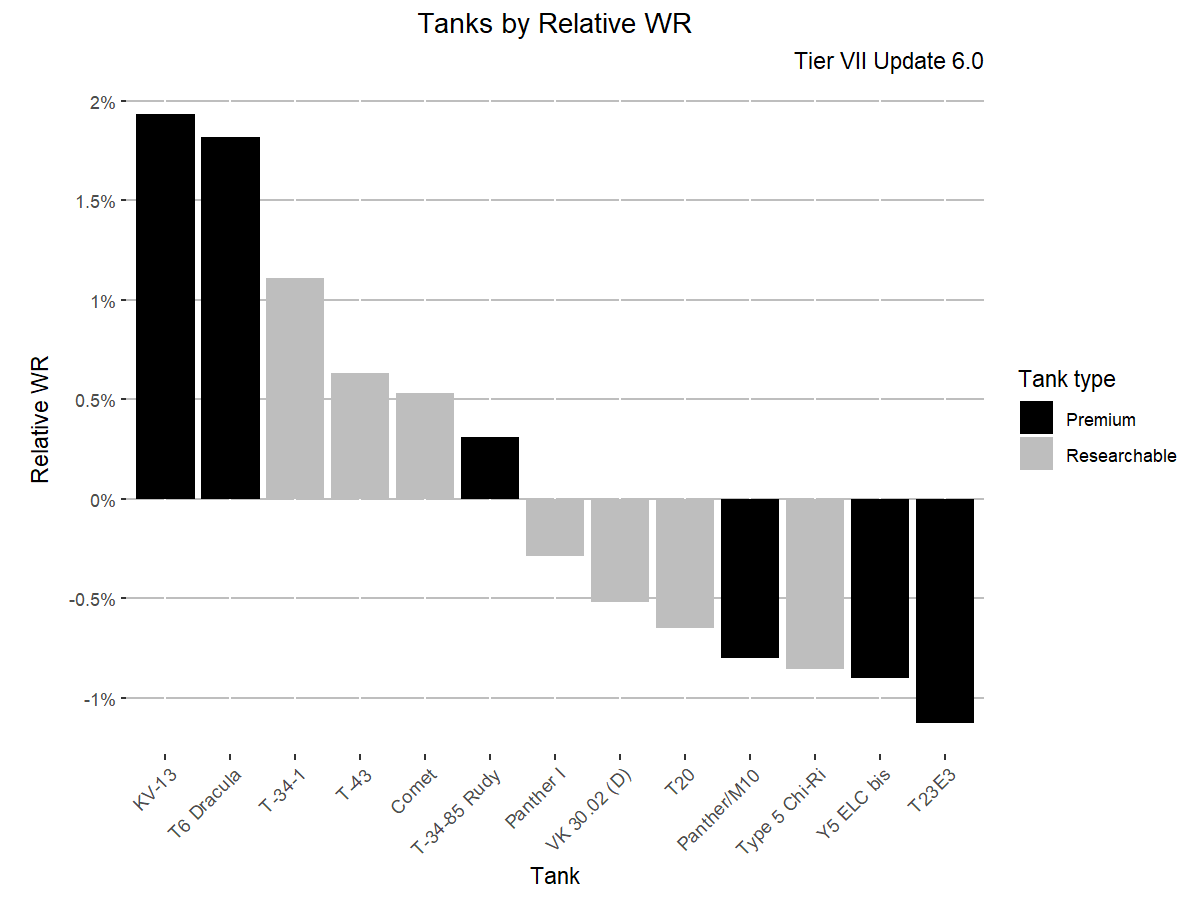 Tanks by Relative WR
Tier VII Update 6.0
2%
1.5%
1%
0.5%
0%
-0.5%
-1%
Relative WR
KV-13
T6 Dracula
T-34-1
T-43
Comet
T-34-85 Rudy
Panther I
VK 30.02 (D)
T20
Panther/M10
Type 5 Chi-Ri
Y5 ELC bis
T23E3
Tank
Tank type
Premium
Researchable